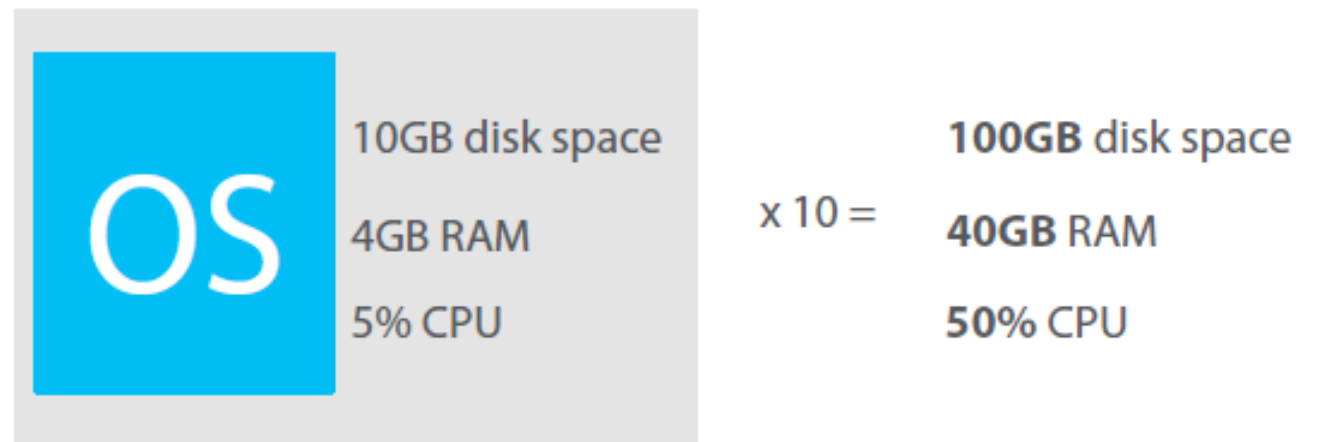 OS
10GB disk space
4GB RAM
5% CPU
x 10 =
100GB disk space
40GB RAM
50% CPU